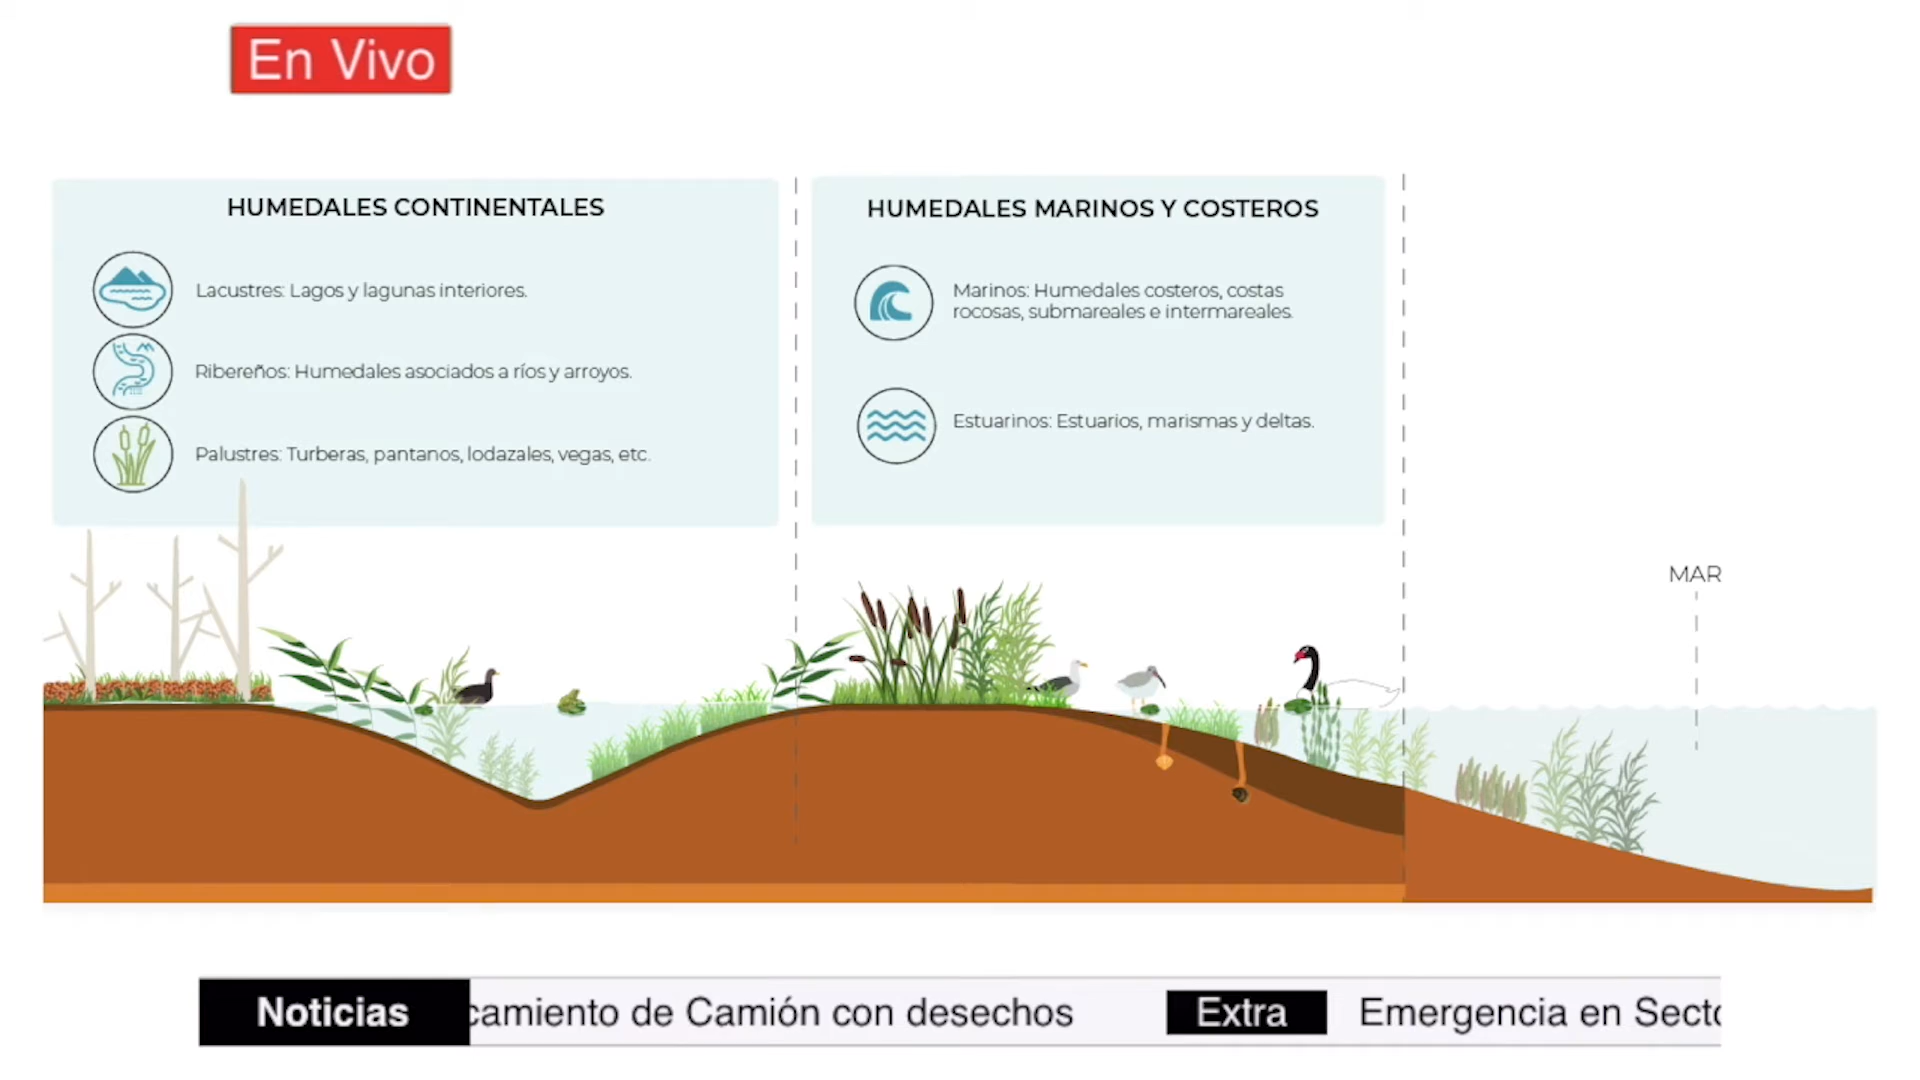 En Vivo
HUMEDALES CONTINENTALES
Lacustres: Lagos y lagunas interiores.
Ribereños: Humedales asociados a ríos y arroyos.
Palustres: Turberas, pantanos, lodazales, vegas, etc.
HUMEDALES MARINOS Y COSTEROS
Marinos: Humedales costeros, costas
rocosas, submareales e intermareales.
Estuarinos: Estuarios, marismas y deltas.
MAR
Noticias camiento de Camión con desechos Extra Emergencia en Secto